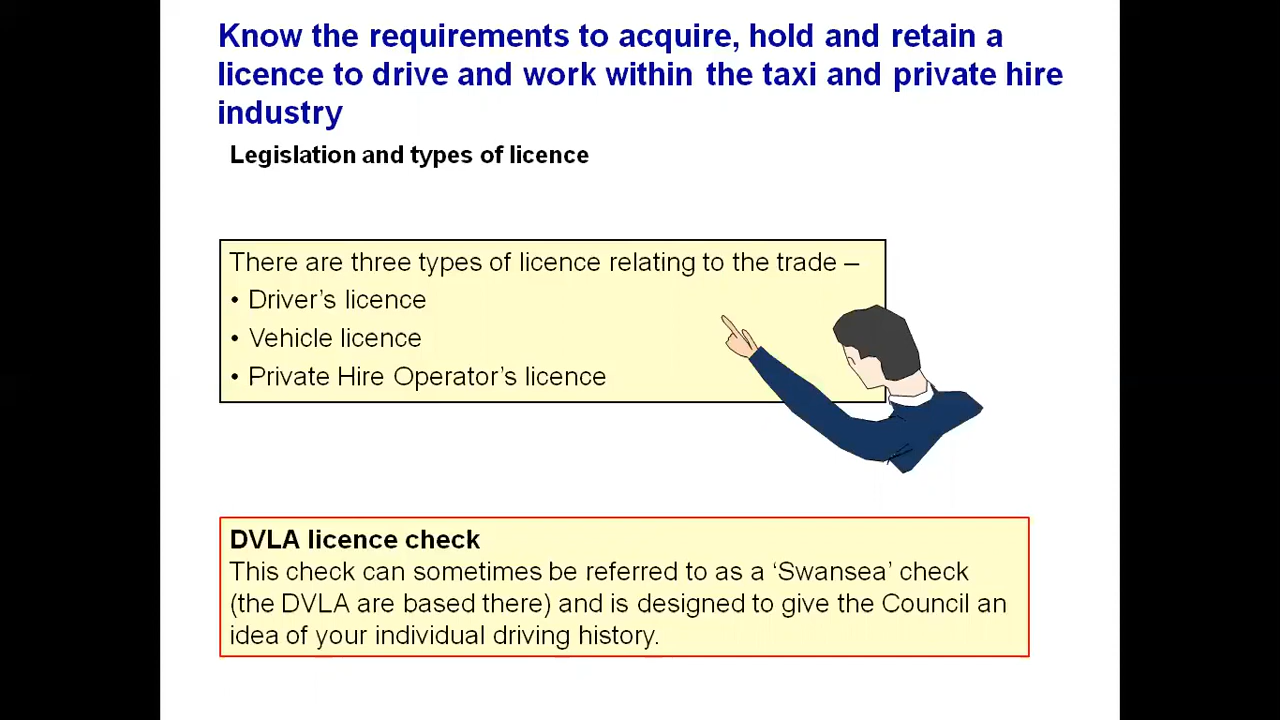 Know the requirements to acquire, hold and retain a
licence to drive and work within the taxi and private hire
industry
Legislation and types of licence
There are three types of licence relating to the trade –
• Driver’s licence
• Vehicle licence
• Private Hire Operator’s licence
DVLA licence check
This check can sometimes be referred to as a ‘Swansea’ check
(the DVLA are based there) and is designed to give the Council an
idea of your individual driving history.